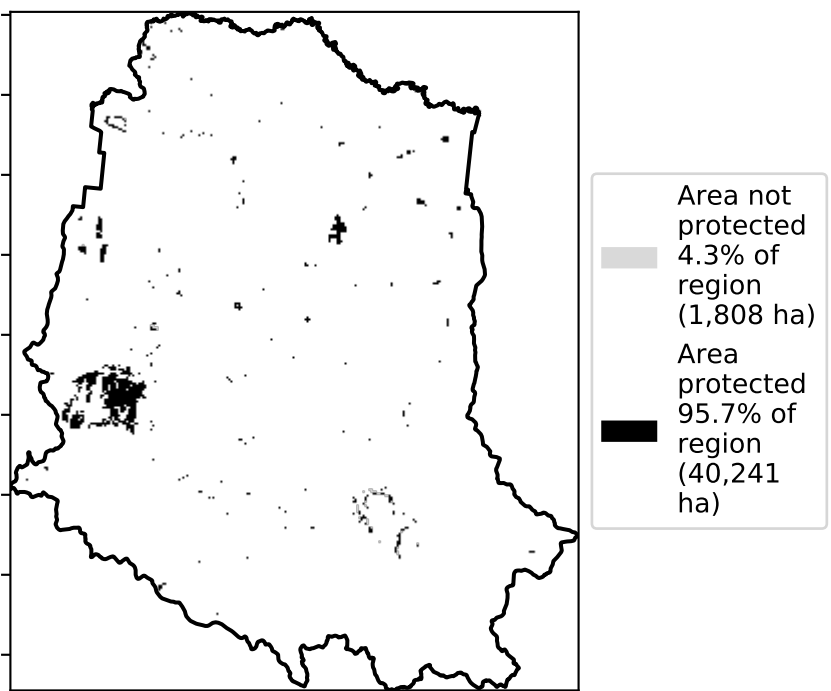 Area not
protected
4.3% of
region
(1,808 ha)
Area
protected
95.7% of
region
(40,241
ha)